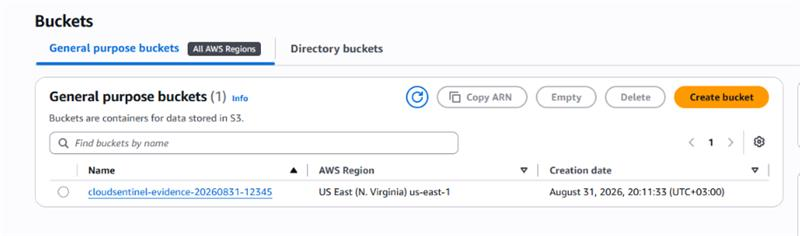 Buckets
General purpose buckets All AWS Regions Directory buckets
General purpose buckets (1) Info Copy ARN Empty Delete Create bucket
Buckets are containers for data stored in S3.
Find buckets by name 1
Name AWS Region Creation date
cloudsentinel-evidence-20260831-12345 US East (N. Virginia) us-east-1 August 31, 2026, 20:11:33 (UTC+03:00)